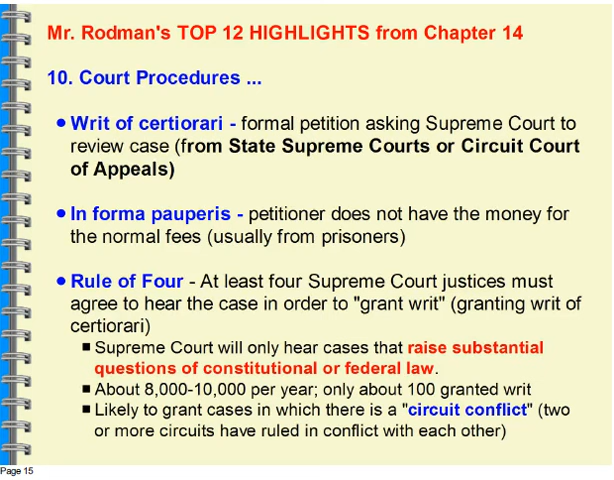 Mr. Rodman's TOP 12 HIGHLIGHTS from Chapter 14
10. Court Procedures ...
• Writ of certiorari - formal petition asking Supreme Court to
review case (from State Supreme Courts or Circuit Court
of Appeals)
• In forma pauperis - petitioner does not have the money for
the normal fees (usually from prisoners)
• Rule of Four - At least four Supreme Court justices must
agree to hear the case in order to "grant writ" (granting writ of
certiorari)
■ Supreme Court will only hear cases that raise substantial
questions of constitutional or federal law.
■ About 8,000-10,000 per year; only about 100 granted writ
■ Likely to grant cases in which there is a "circuit conflict" (two
or more circuits have ruled in conflict with each other)
Page 15